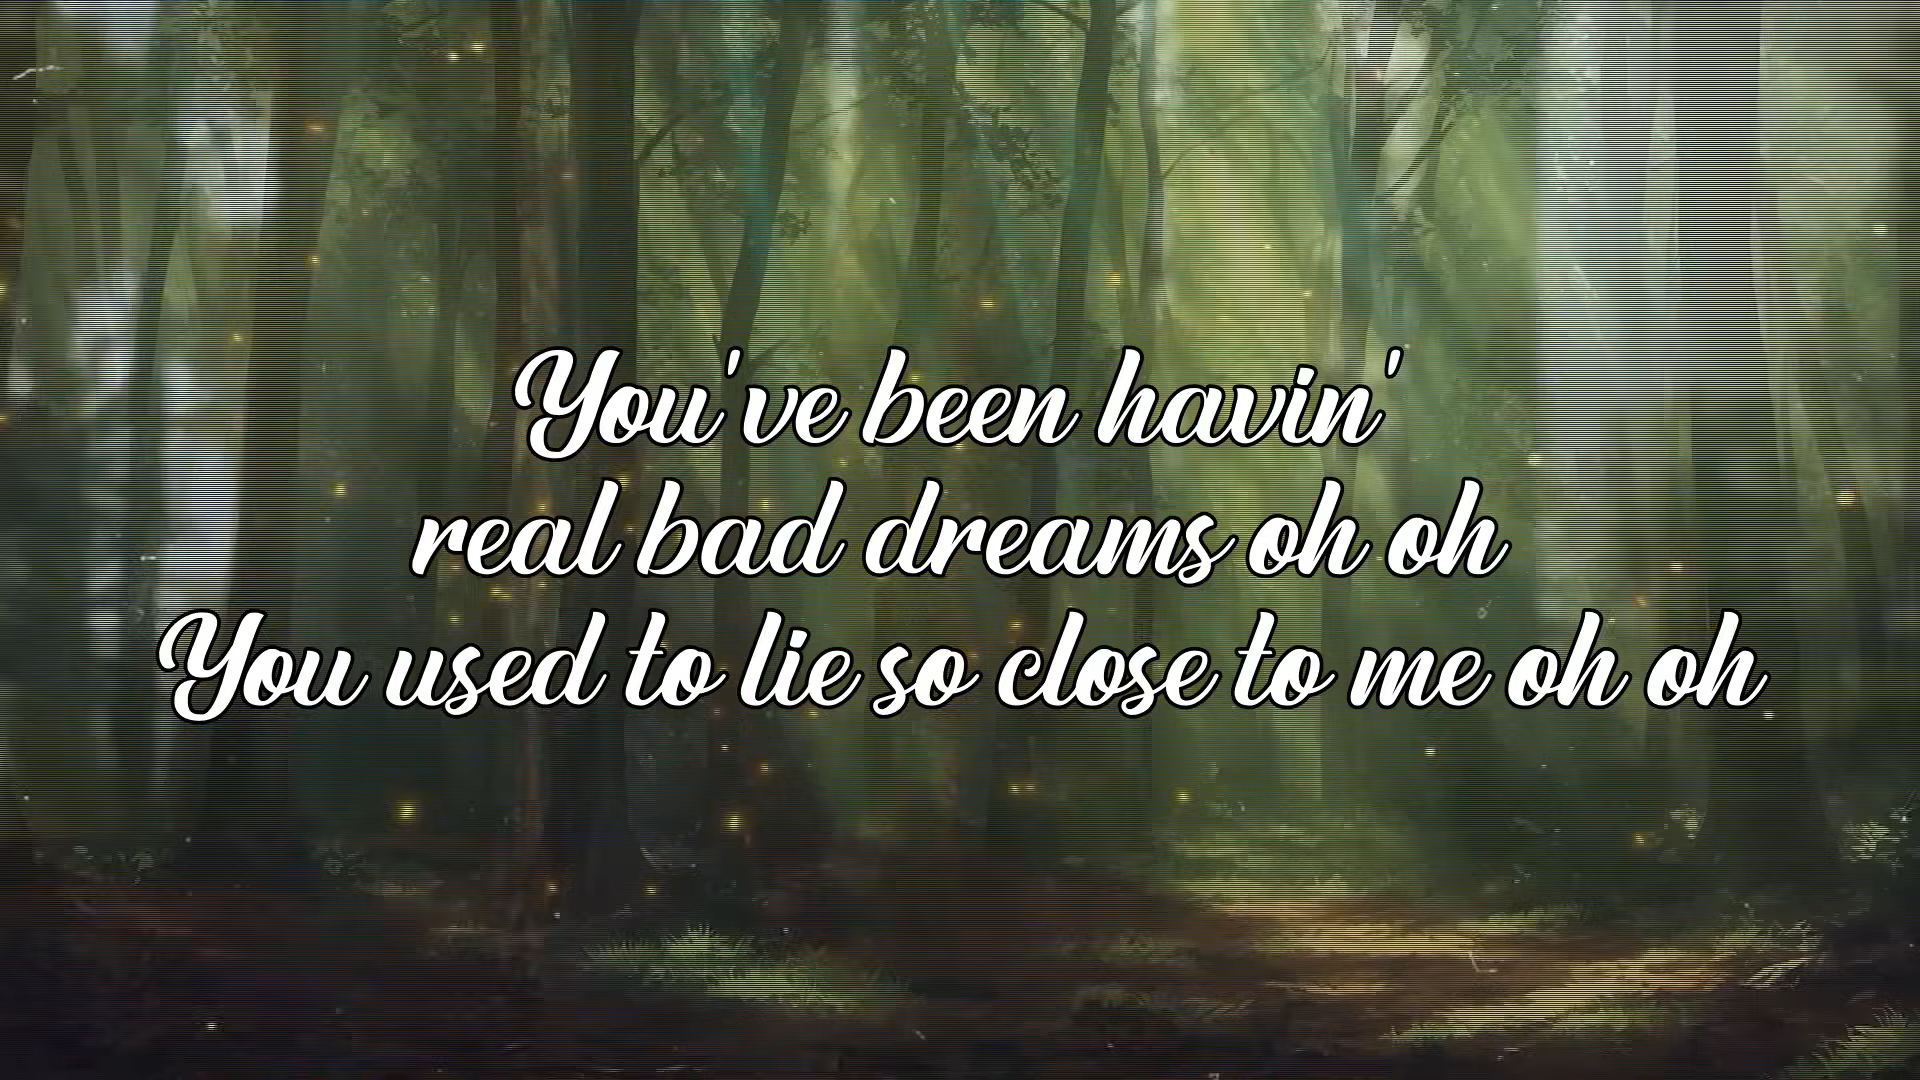 You've been havin'
real bad dreams oh oh
You used to lie so close to me oh oh